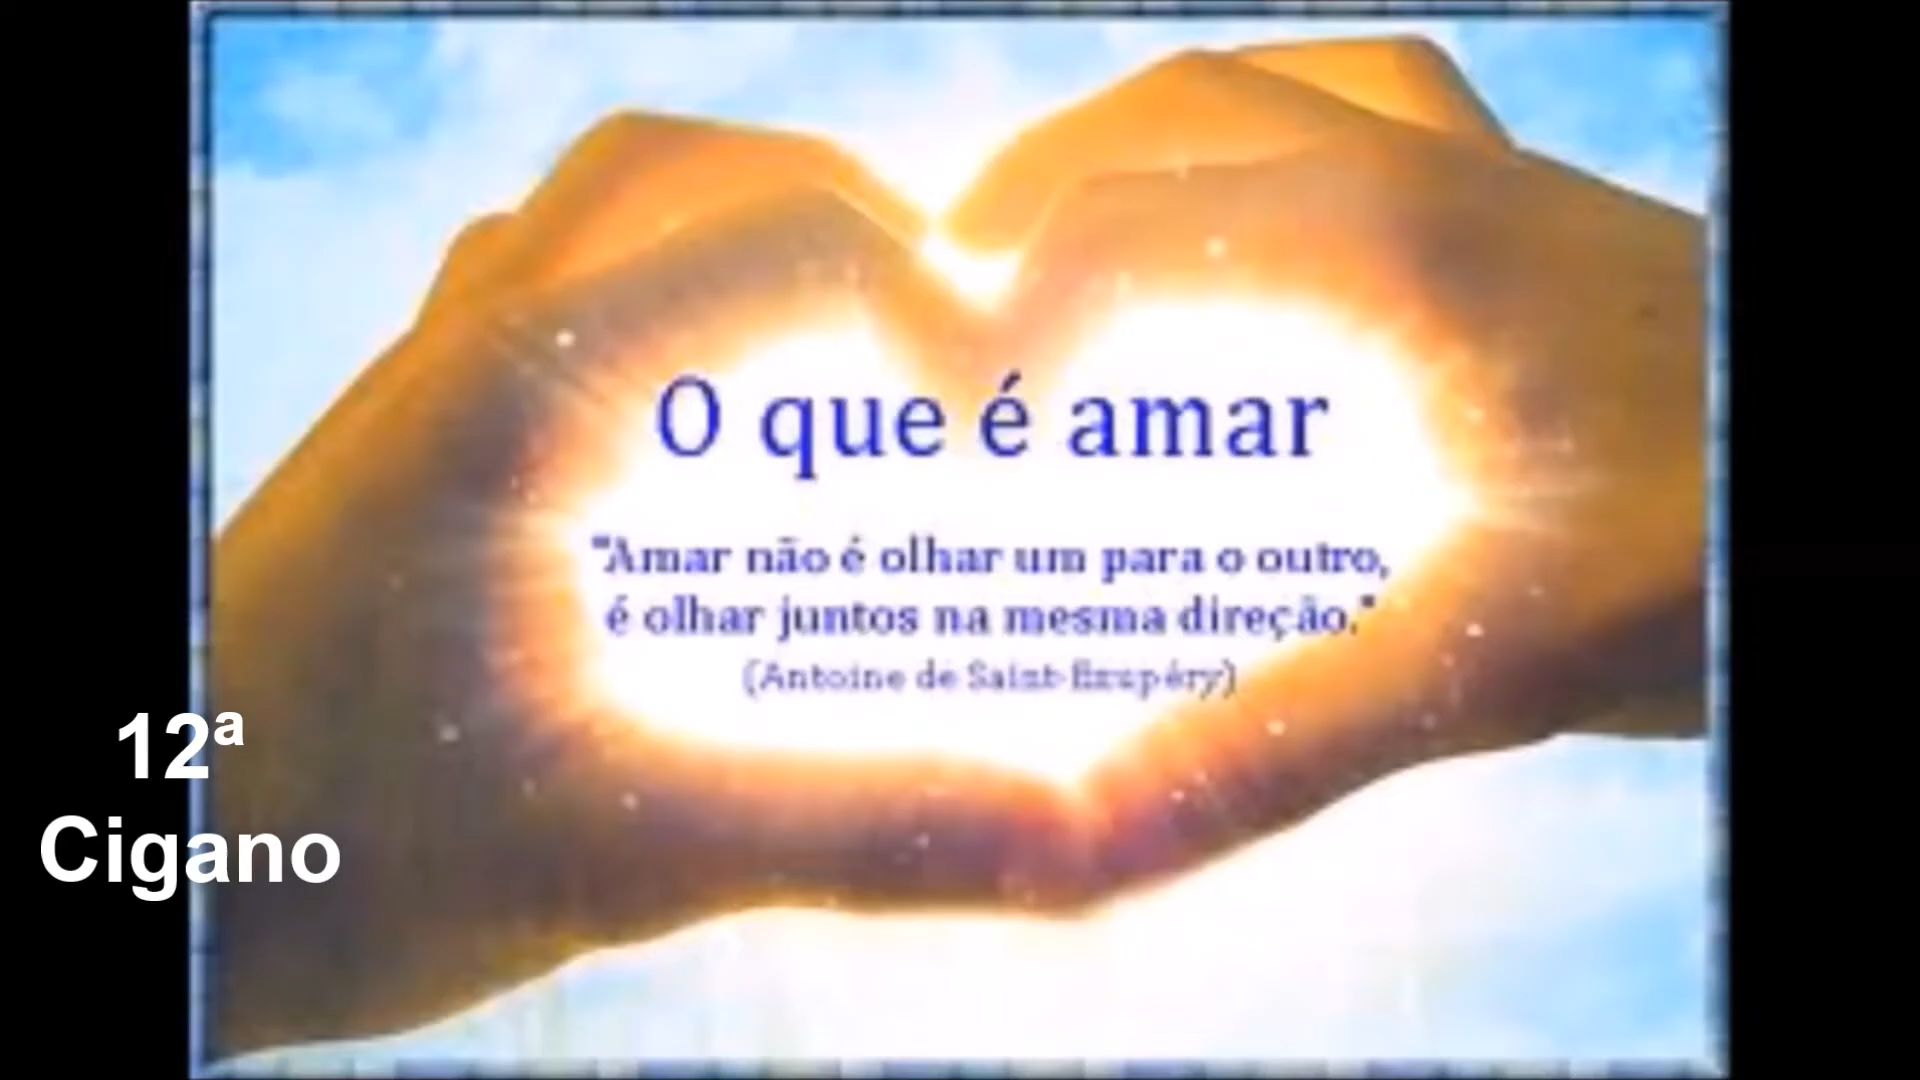 O que é amar
"Amar não é olhar um para o outro,
é olhar juntos na mesma direção."
(Antoine de Saint-Exupéry)
12ª
Cigano